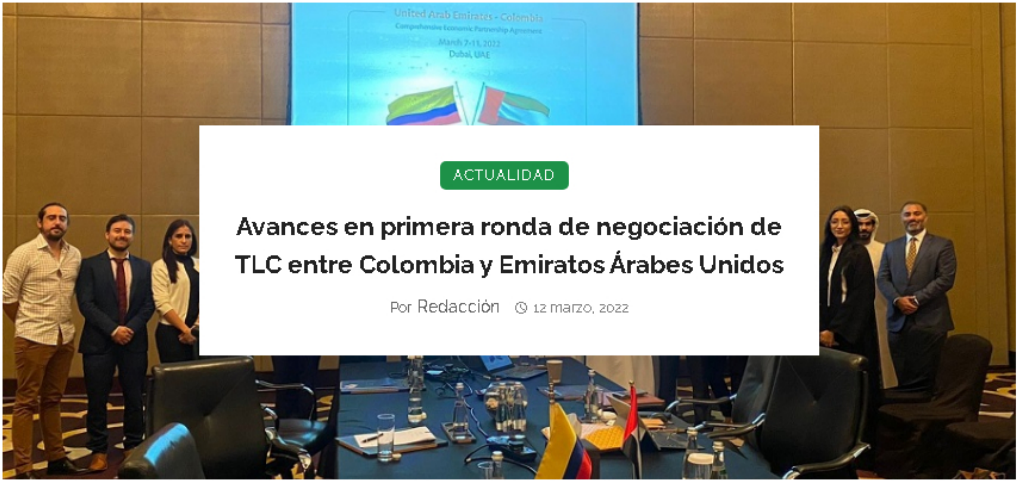 United Arab Emirates - Colombia
Comprehensive Economic Partnership Agreement
March 7-11, 2022
Dubai, UAE
ACTUALIDAD
Avances en primera ronda de negociación de
TLC entre Colombia y Emiratos Árabes Unidos
Por Redacción 12 marzo, 2022